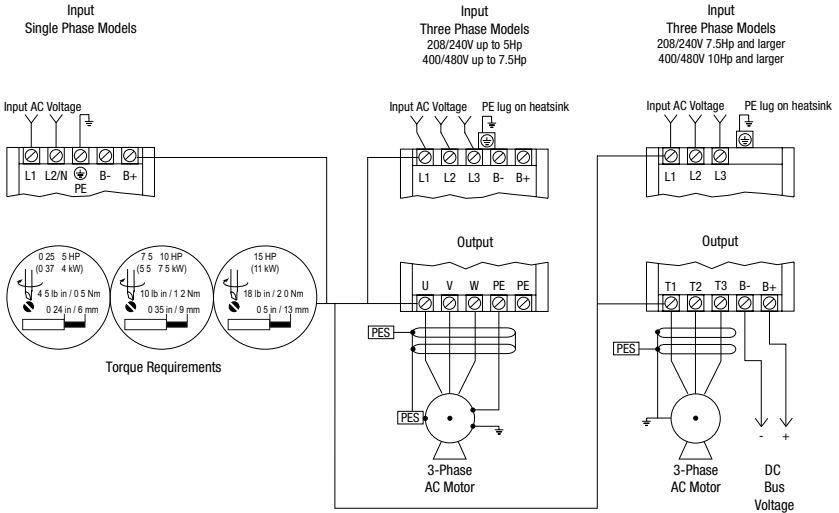 Input
Single Phase Models
Input
Three Phase Models
208/240V up to 5Hp
400/480V up to 7.5Hp
Input
Three Phase Models
208/240V 7.5Hp and larger
400/480V 10Hp and larger
Input AC Voltage
L1 L2/N PE B- B+
Input AC Voltage PE lug on heatsink
L1 L2 L3 B- B+
Input AC Voltage PE lug on heatsink
L1 L2 L3
0 25 5 HP
(0 37 4 kW)
4 5 lb in / 0 5 Nm
0 24 in / 6 mm
7 5 10 HP
(5 5 7 5 kW)
10 lb in / 1 2 Nm
0 35 in / 9 mm
15 HP
(11 kW)
18 lb in / 2 0 Nm
0 5 in / 13 mm
Torque Requirements
Output
U V W PE PE
PES
PES
3-Phase
AC Motor
Output
T1 T2 T3 B- B+
PES
- +
3-Phase
AC Motor
DC
Bus
Voltage